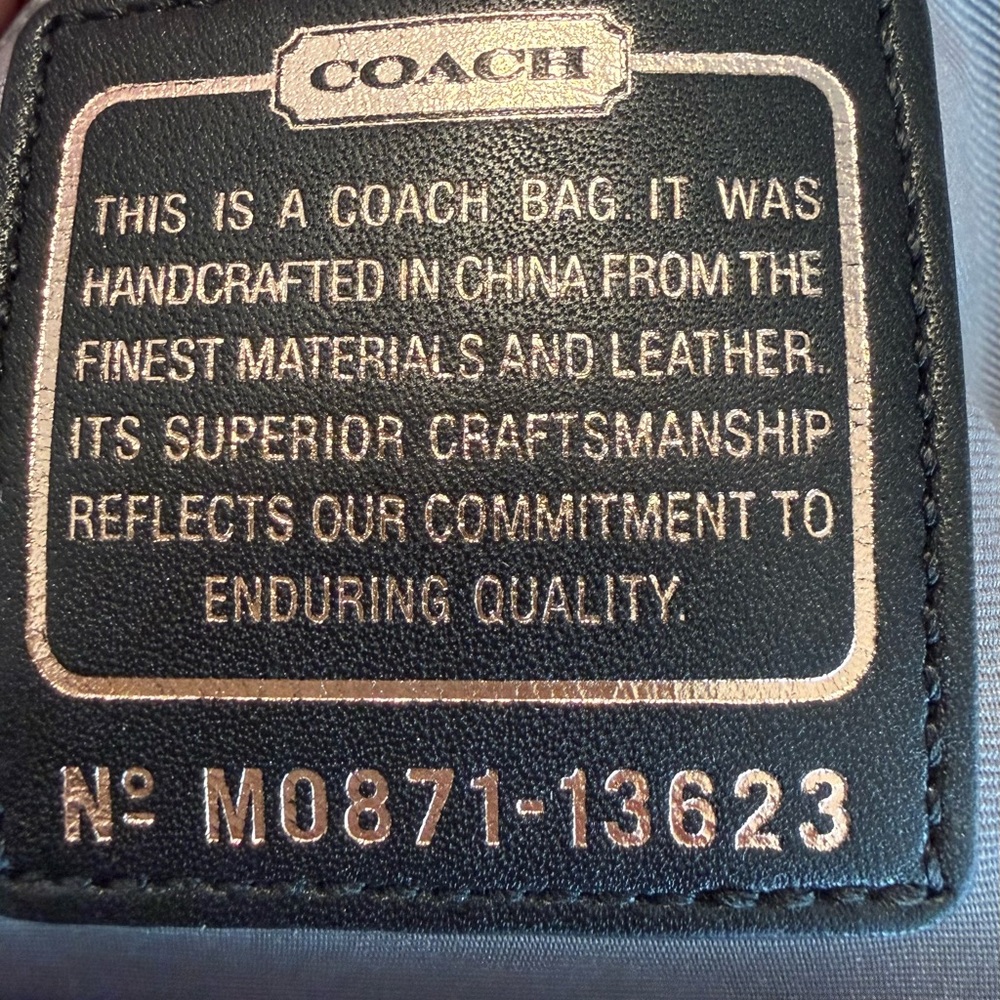 COACH
THIS IS A COACH BAG. IT WAS
HANDCRAFTED IN CHINA FROM THE
FINEST MATERIALS AND LEATHER.
ITS SUPERIOR CRAFTSMANSHIP
REFLECTS OUR COMMITMENT TO
ENDURING QUALITY.
Nº M0871-13623